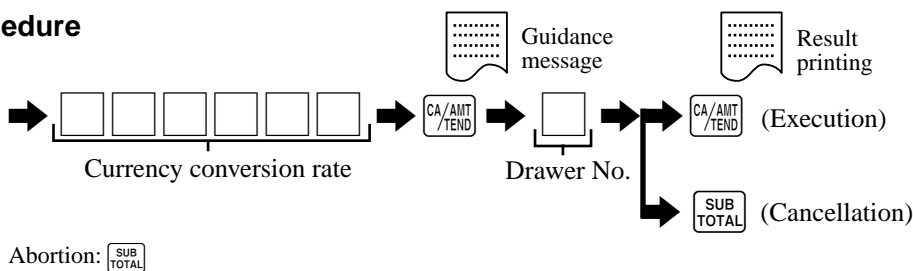 edure
Guidance
message
Result
printing
CA/AMT
/TEND
CA/AMT
/TEND
(Execution)
Currency conversion rate
Drawer No.
SUB
TOTAL
(Cancellation)
Abortion: SUB
TOTAL